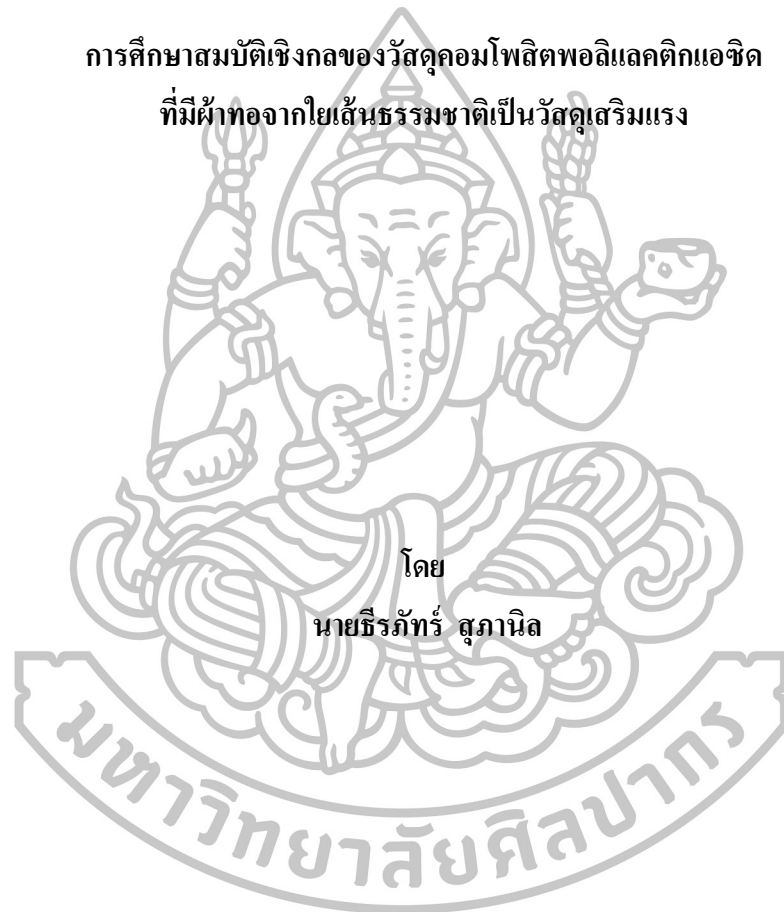 การศึกษาสมบัติเชิงกลของวัสดุคอมโพสิตพอลิแลคติกแอซิด
ที่มีผ้าทอจากใยเส้นธรรมชาติเป็นวัสดุเสริมแรง
โดย
นายธีรภัทร์ สุภานิล
มหาวิทยาลัยศิลปากร